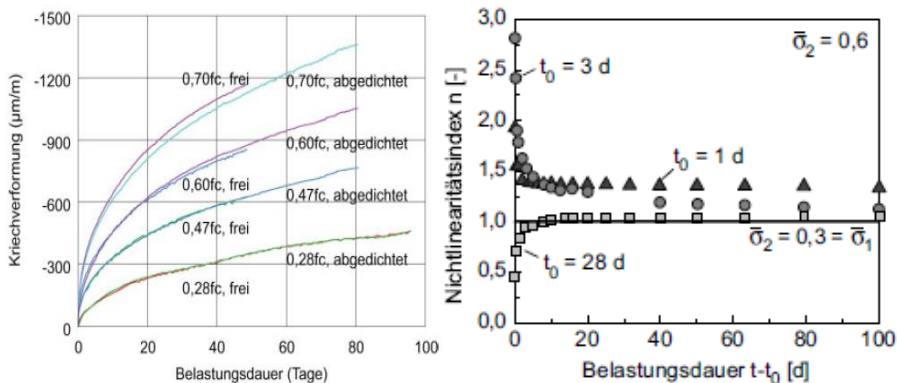 -1500
-1200
-900
-600
-300
0
Kriechverformung (µm/m)
0,70fc, frei
0,70fc, abgedichtet
0,60fc, abgedichtet
0,60fc, frei
0,47fc, abgedichtet
0,47fc, frei
0,28fc, abgedichtet
0,28fc, frei
0 20 40 60 80 100
Belastungsdauer (Tage)
3,0
2,5
2,0
1,5
1,0
0,5
0,0
Nichtlinearitätsindex n [-]
σ̅₂ = 0,6
t₀ = 3 d
t₀ = 1 d
σ̅₂ = 0,3 = σ̅₁
t₀ = 28 d
0 20 40 60 80 100
Belastungsdauer t-t₀ [d]